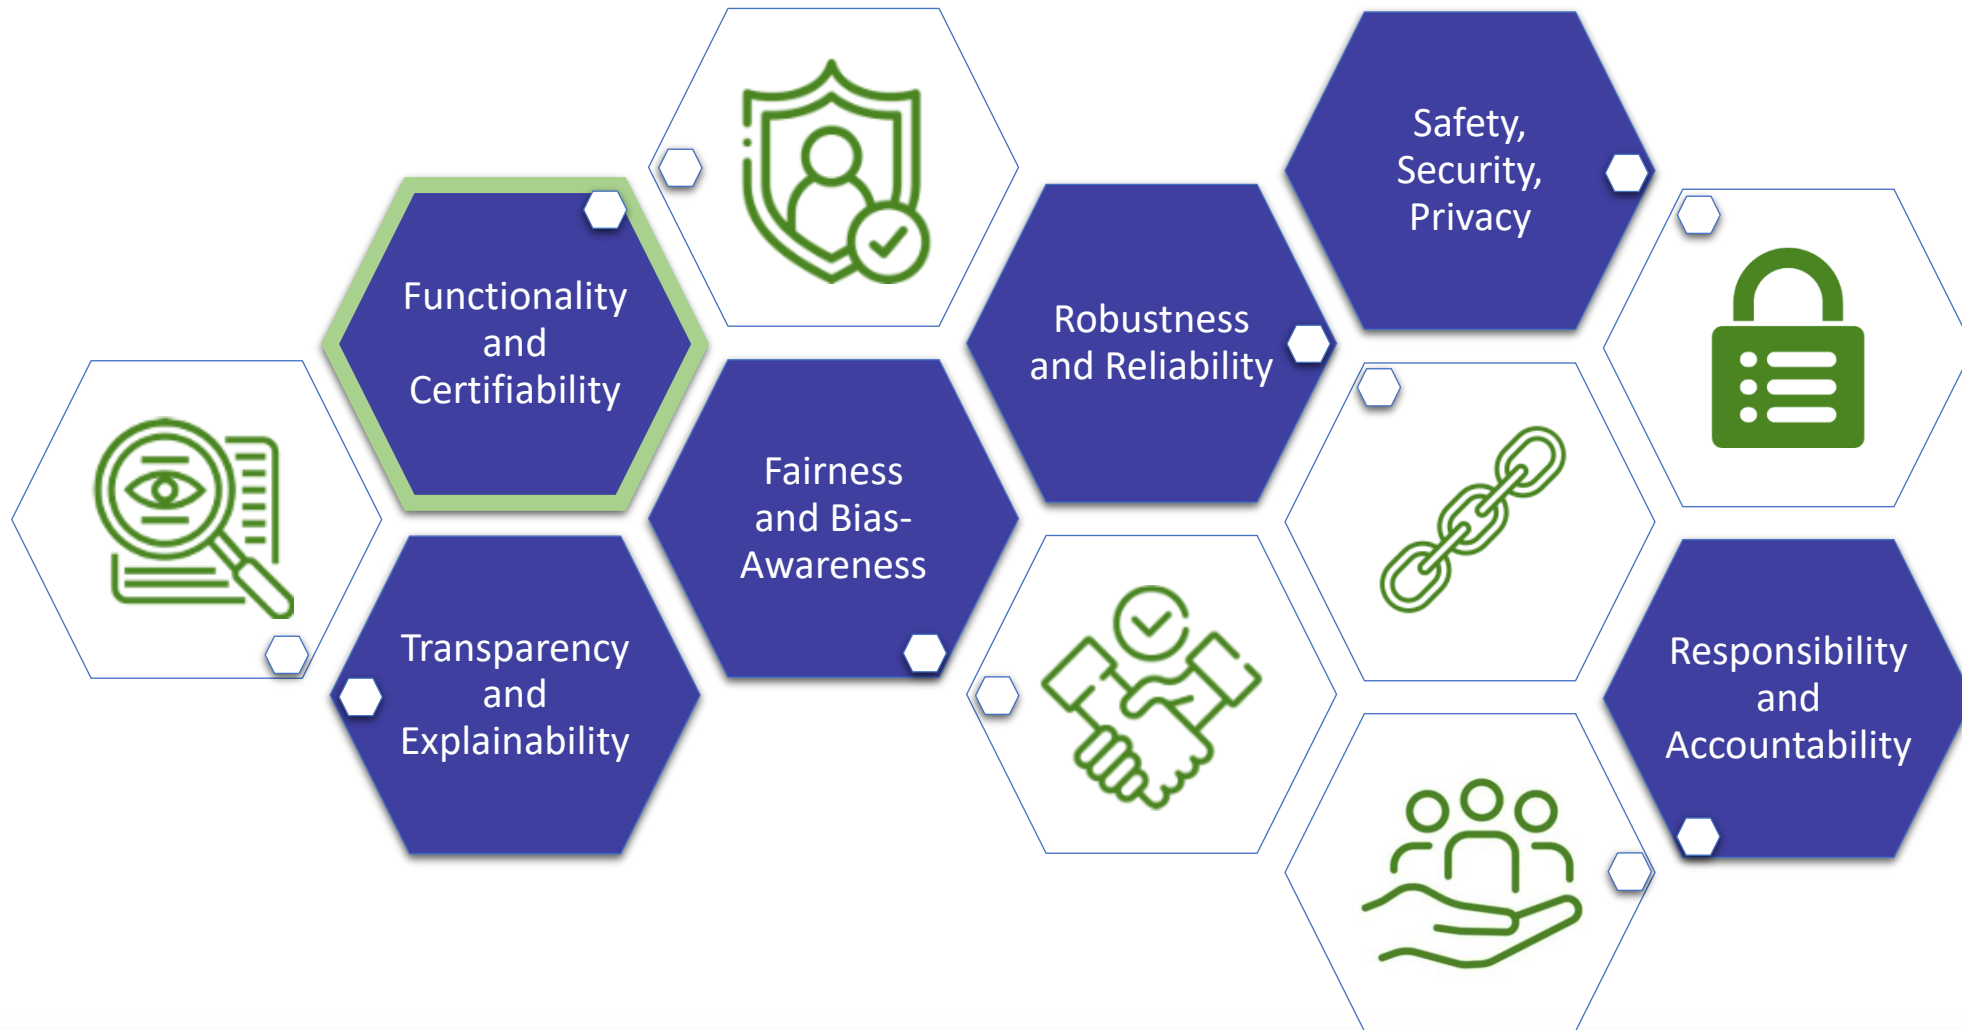 Functionality
and
Certifiability
Transparency
and
Explainability
Fairness
and Bias-
Awareness
Robustness
and Reliability
Safety,
Security,
Privacy
Responsibility
and
Accountability